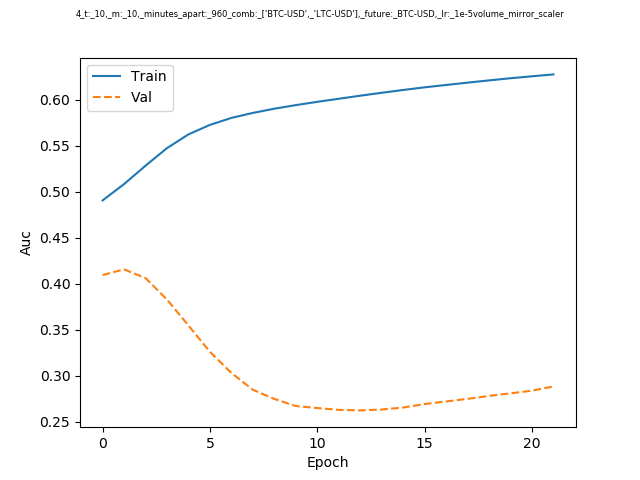 4_t:_10,_m:_10,_minutes_apart:_960_comb:_['BTC-USD',_'LTC-USD'],_future:_BTC-USD,_lr:_1e-5volume_mirror_scaler
Train
Val
0.60
0.55
0.50
0.45
0.40
0.35
0.30
0.25
Auc
0
5
10
15
20
Epoch